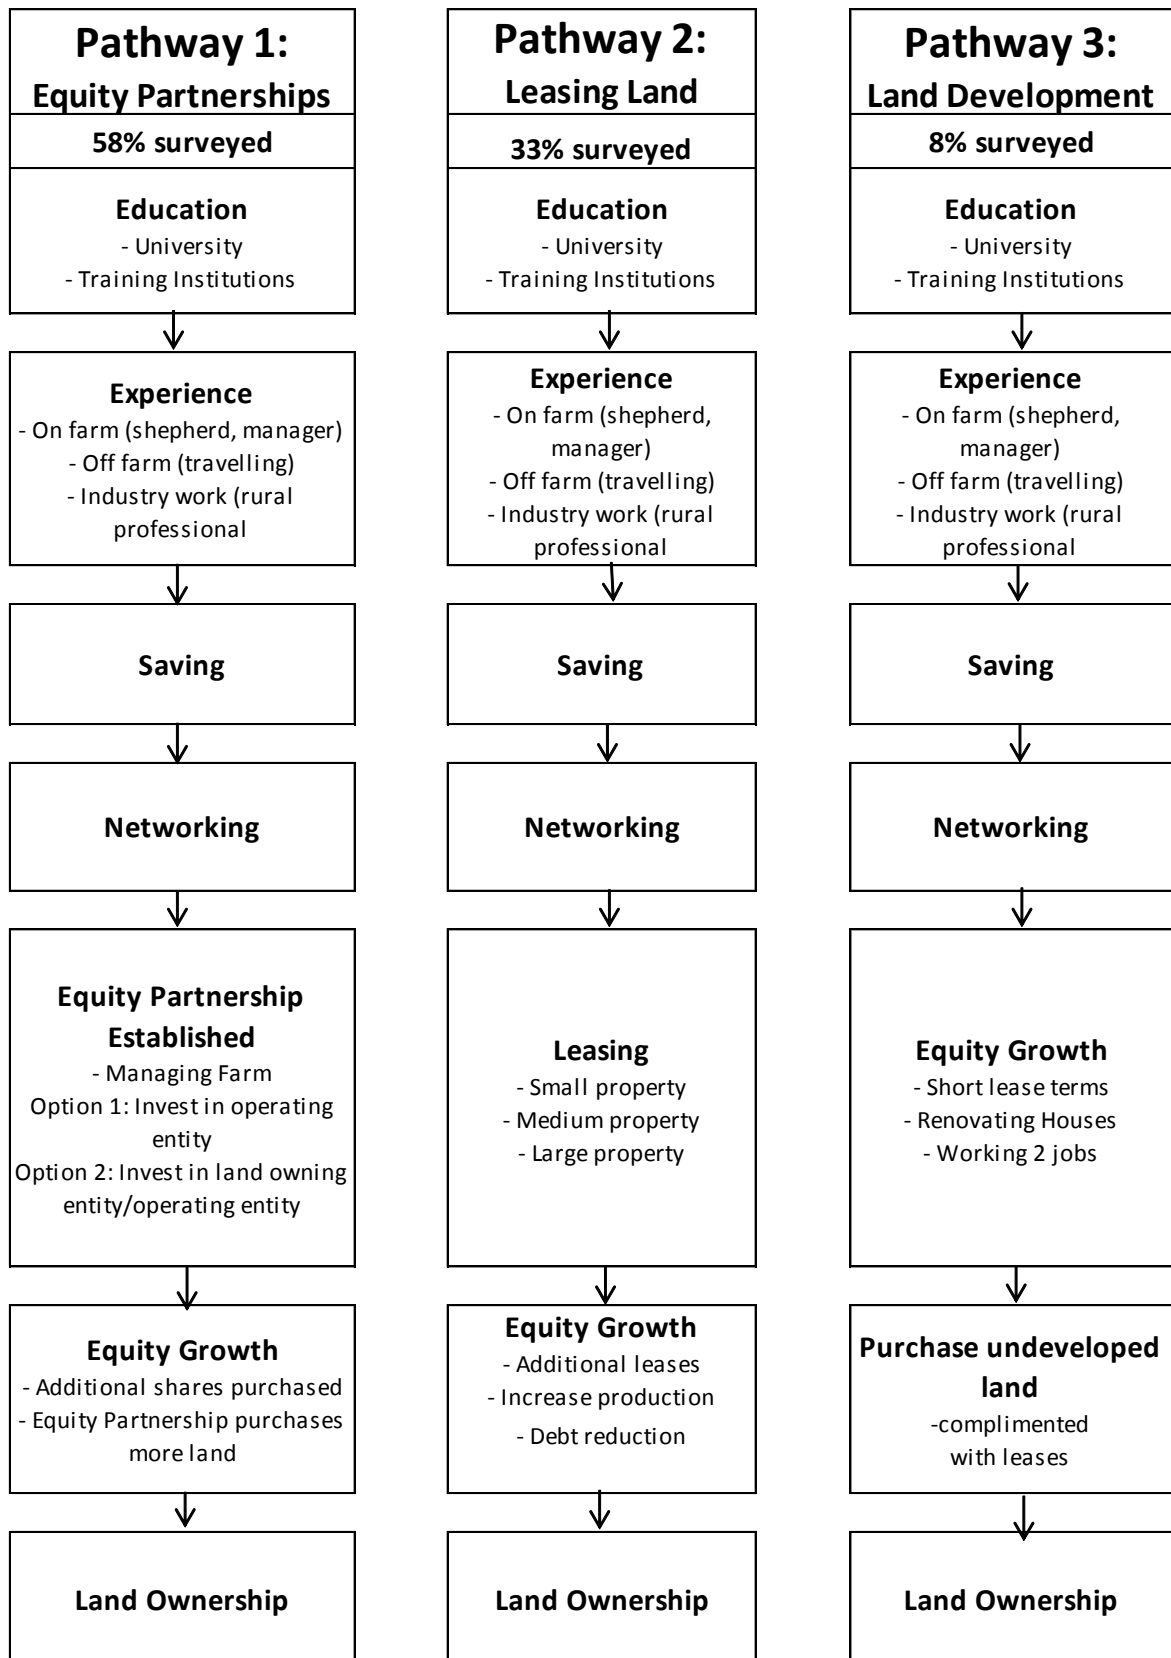 Pathway 1:
Equity Partnerships
58% surveyed
Education
- University
- Training Institutions
Experience
- On farm (shepherd, manager)
- Off farm (travelling)
- Industry work (rural
professional
Saving
Networking
Equity Partnership
Established
- Managing Farm
Option 1: Invest in operating
entity
Option 2: Invest in land owning
entity/operating entity
Equity Growth
- Additional shares purchased
- Equity Partnership purchases
more land
Land Ownership
Pathway 2:
Leasing Land
33% surveyed
Education
- University
- Training Institutions
Experience
- On farm (shepherd,
manager)
- Off farm (travelling)
- Industry work (rural
professional
Saving
Networking
Leasing
- Small property
- Medium property
- Large property
Equity Growth
- Additional leases
- Increase production
- Debt reduction
Land Ownership
Pathway 3:
Land Development
8% surveyed
Education
- University
- Training Institutions
Experience
- On farm (shepherd,
manager)
- Off farm (travelling)
- Industry work (rural
professional
Saving
Networking
Equity Growth
- Short lease terms
- Renovating Houses
- Working 2 jobs
Purchase undeveloped
land
-complimented
with leases
Land Ownership